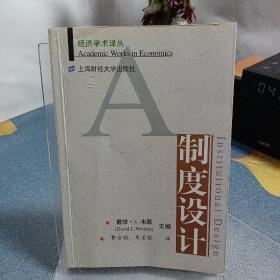 经济学术译丛
Academic Works in Economics
上海财经大学出版社
A
制度设计
Institutional Design
戴维·L·韦默
(David L.Weimer)
主编
费方域、朱宝钦 译